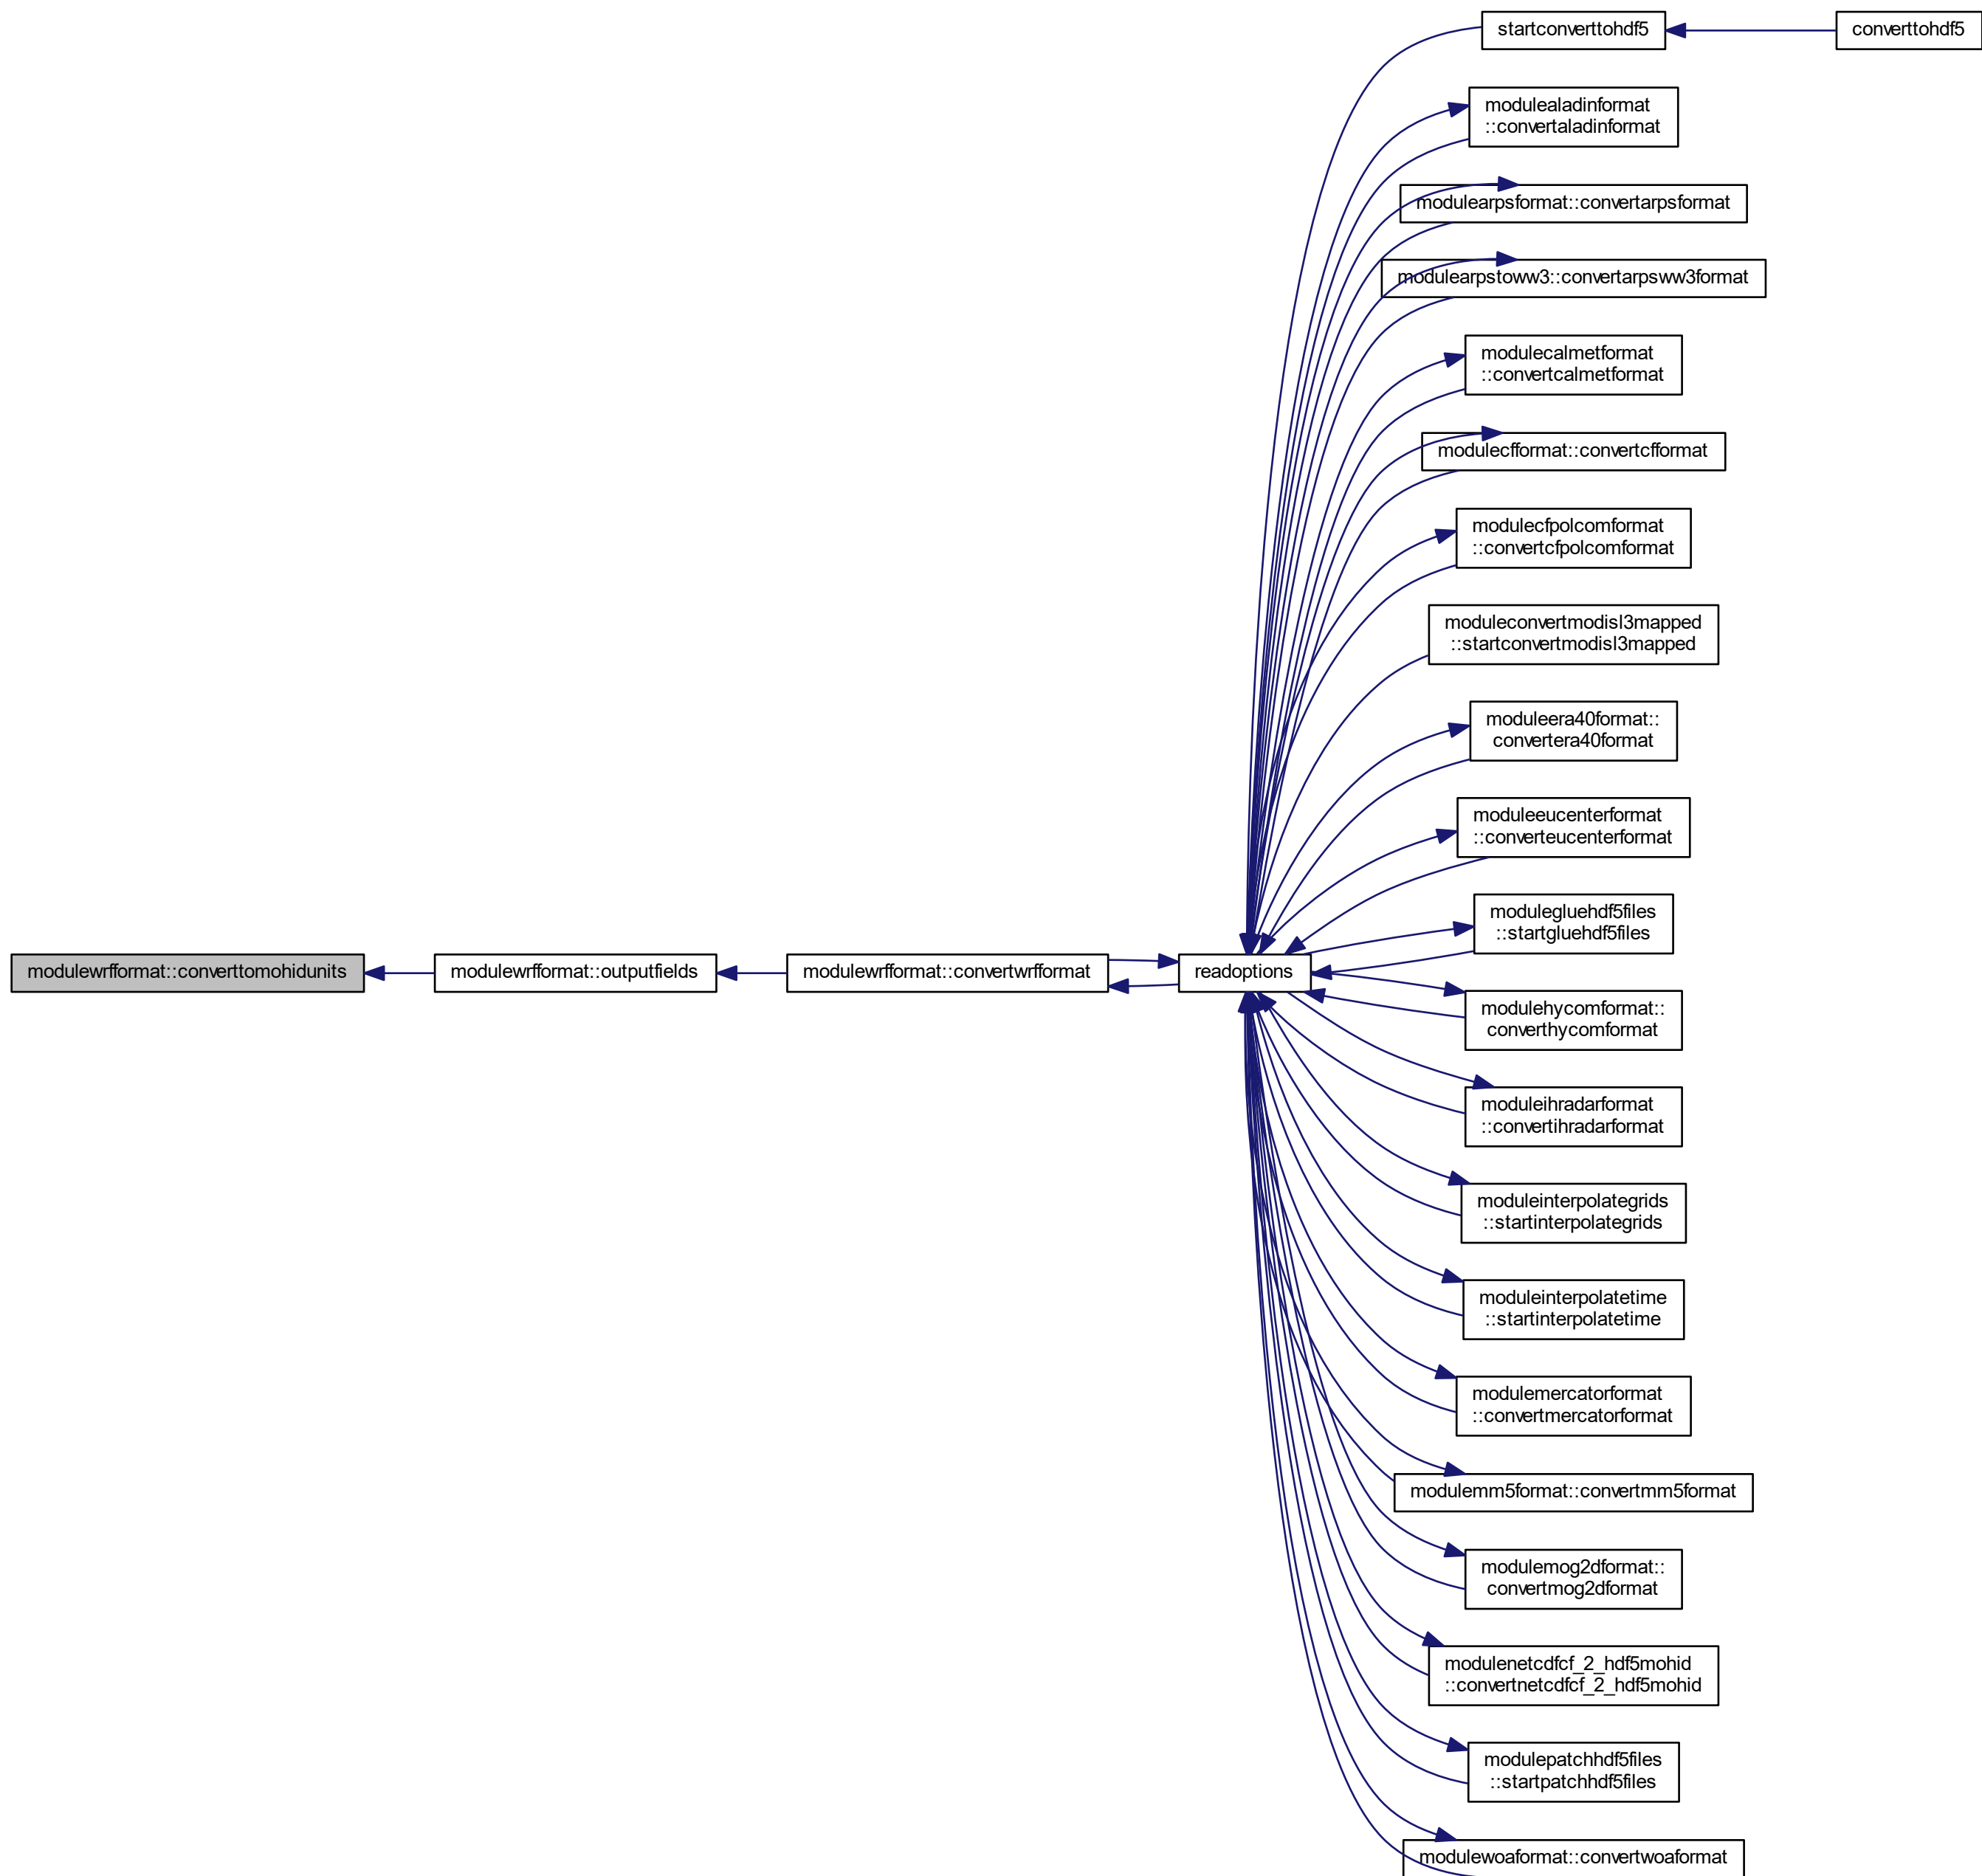 startconverttohdf5
converttohdf5
modulealadinformat
::convertaladinformat
modulearpsformat::convertarpsformat
modulearpstoww3::convertarpsww3format
modulecalmetformat
::convertcalmetformat
modulecfformat::convertcfformat
modulecfpolcomformat
::convertcfpolcomformat
moduleconvertmodisl3mapped
::startconvertmodisl3mapped
moduleera40format::
convertera40format
moduleeucenterformat
::converteucenterformat
modulegluehdf5files
::startgluehdf5files
modulewrfformat::converttomohidunits
modulewrfformat::outputfields
modulewrfformat::convertwrfformat
readoptions
modulehycomformat::
converthycomformat
moduleihradarformat
::convertihradarformat
moduleinterpolategrids
::startinterpolategrids
moduleinterpolatetime
::startinterpolatetime
modulemercatorformat
::convertmercatorformat
modulemm5format::convertmm5format
modulemog2dformat::
convertmog2dformat
modulenetcdfcf_2_hdf5mohid
::convertnetcdfcf_2_hdf5mohid
modulepatchhdf5files
::startpatchhdf5files
modulewoaformat::convertwoaformat